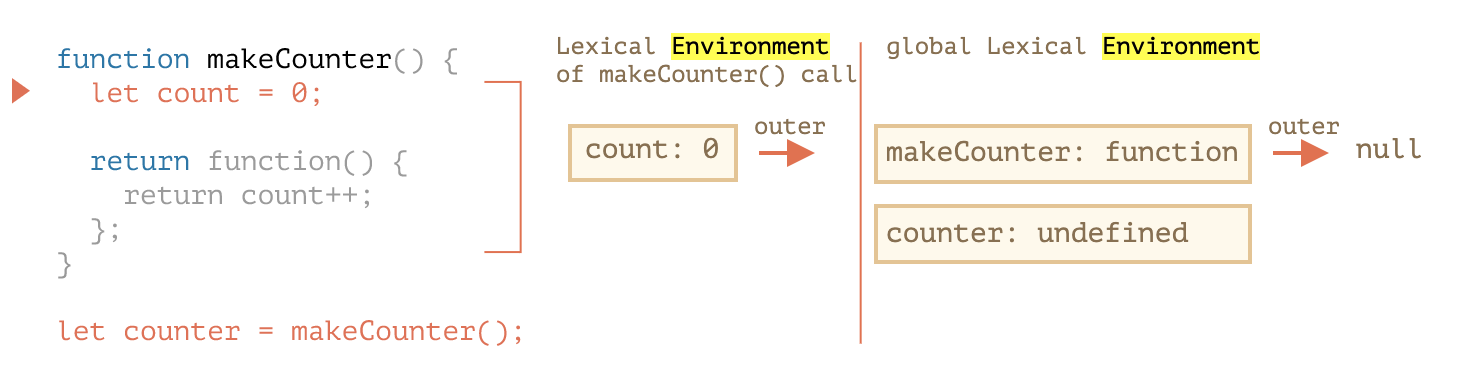 function makeCounter() {
let count = 0;
return function() {
return count++;
};
}
let counter = makeCounter();
Lexical Environment
of makeCounter() call
count: 0
outer
global Lexical Environment
makeCounter: function
counter: undefined
outer
null